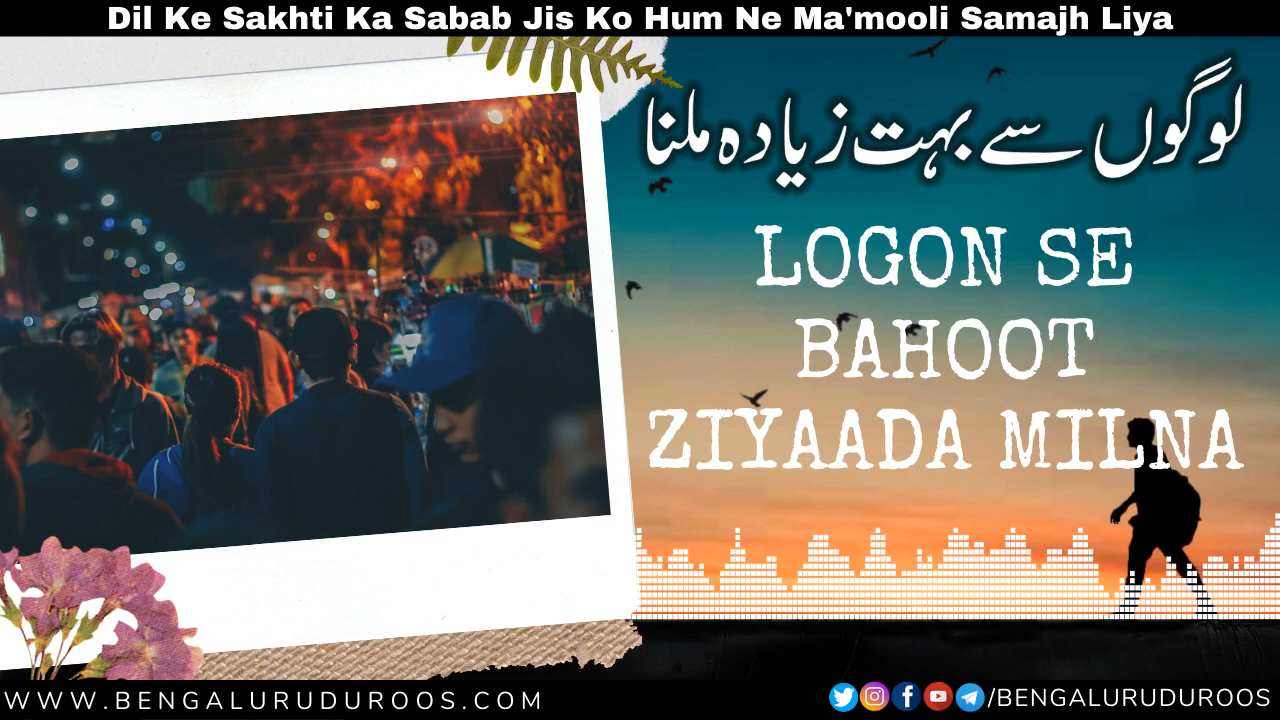 Dil Ke Sakhti Ka Sabab Jis Ko Hum Ne Ma'mooli Samajh Liya
لوگوں سے بہت زیادہ ملنا
LOGON SE
BAHOOT
ZIYAADA MILNA
WWW.BENGALURUDUROOS.COM
/BENGALURUDUROOS